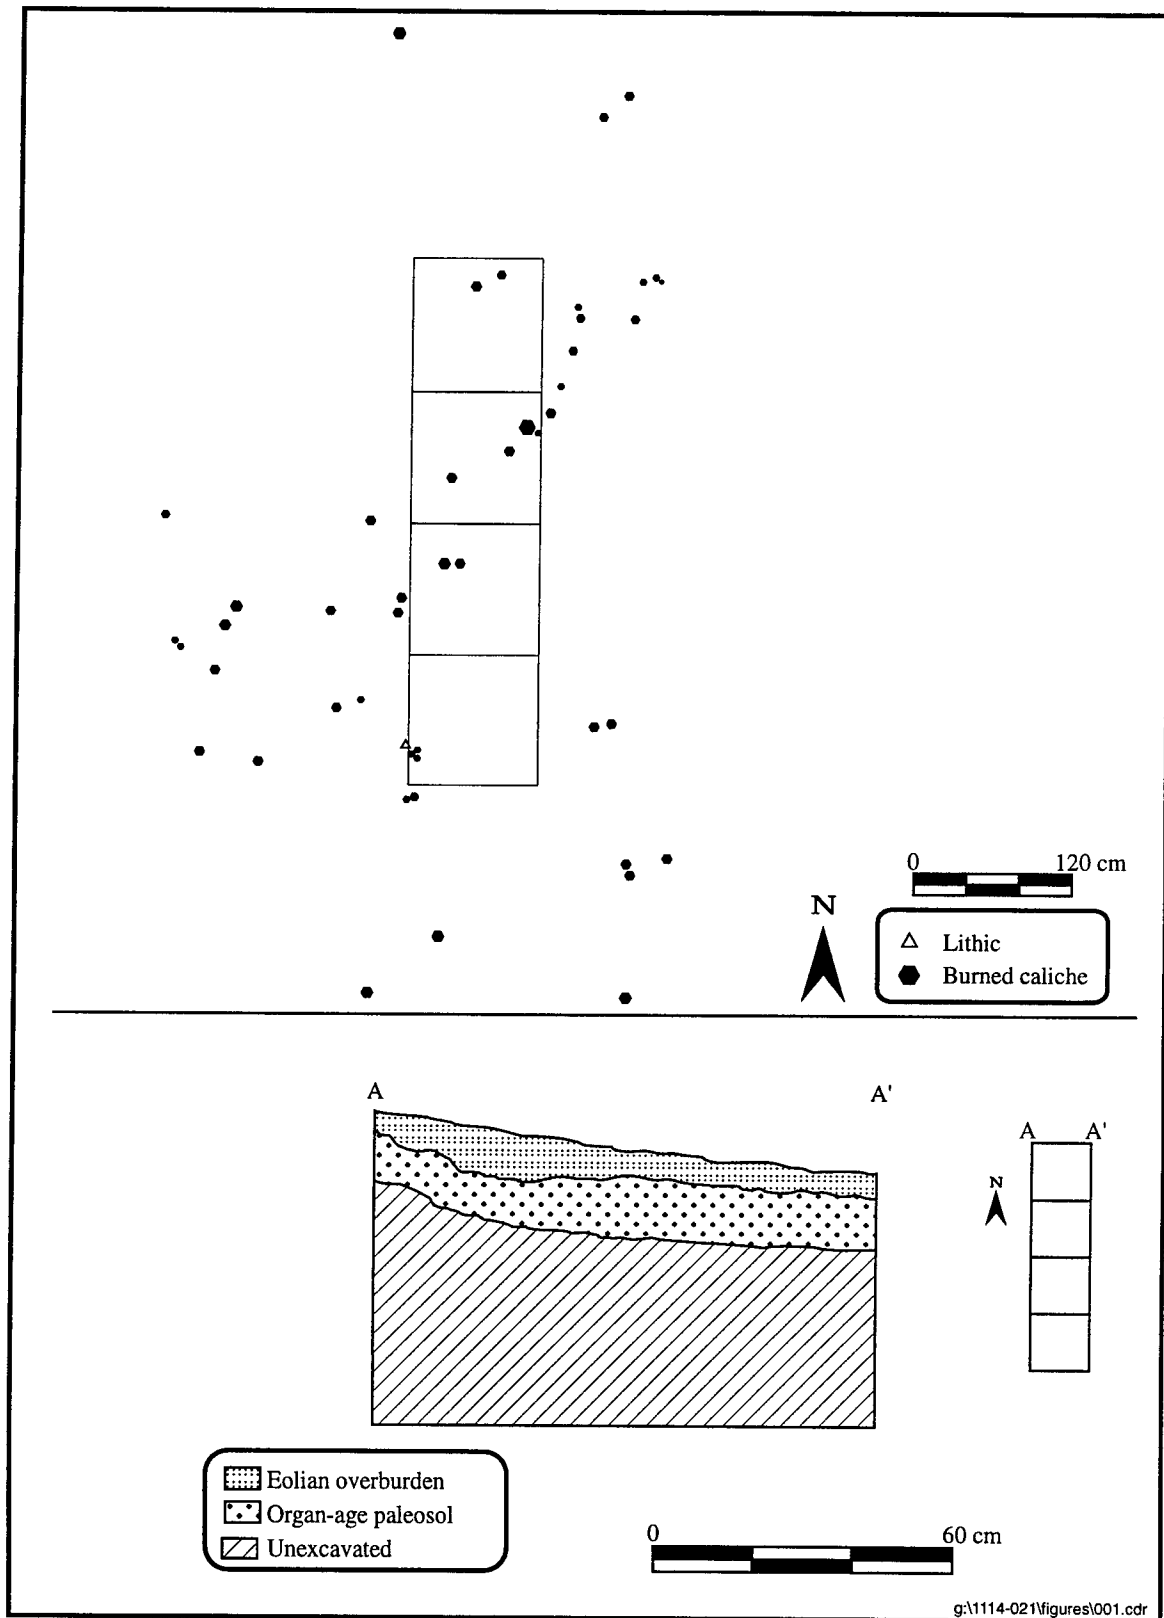 0 120 cm
N
Lithic
Burned caliche
A A'
A A'
N
Eolian overburden
Organ-age paleosol
Unexcavated
0 60 cm
g:\1114-021\figures\001.cdr